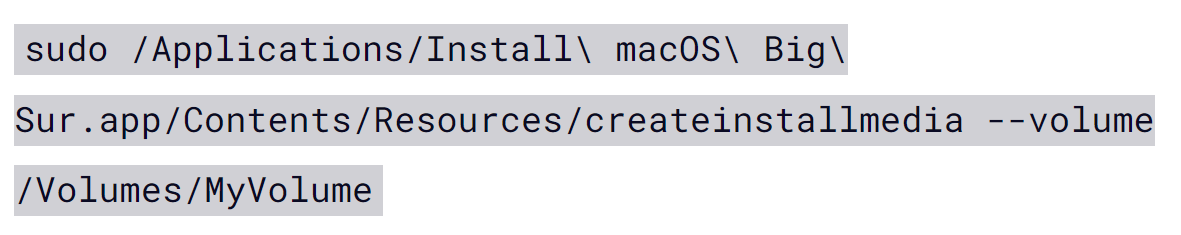 sudo /Applications/Install\ macOS\ Big\
Sur.app/Contents/Resources/createinstallmedia --volume
/Volumes/MyVolume